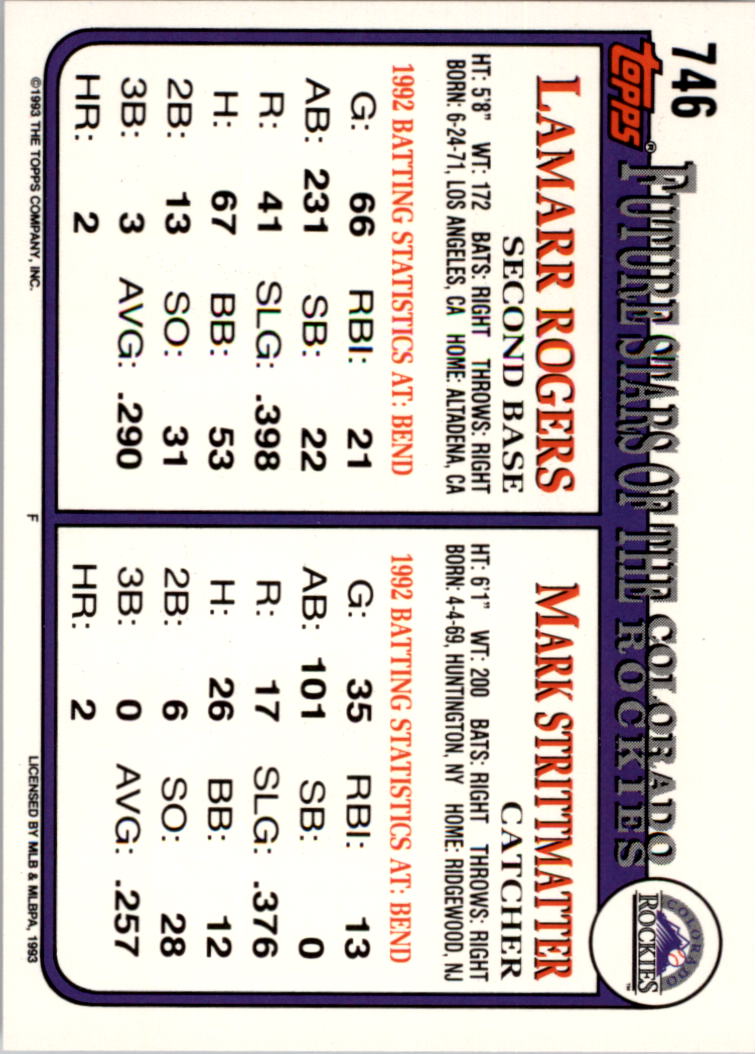 746
Topps®
FUTURE STARS OF THE COLORADO
ROCKIES
COLORADO
ROCKIES
™
LAMARR ROGERS
SECOND BASE
HT: 5'8" WT: 172 BATS: RIGHT THROWS: RIGHT
BORN: 6-24-71, LOS ANGELES, CA HOME: ALTADENA, CA
1992 BATTING STATISTICS AT: BEND
G: 66 RBI: 21
AB: 231 SB: 22
R: 41 SLG: .398
H: 67 BB: 53
2B: 13 SO: 31
3B: 3 AVG: .290
HR: 2
MARK STRITTMATTER
CATCHER
HT: 6'1" WT: 200 BATS: RIGHT THROWS: RIGHT
BORN: 4-4-69, HUNTINGTON, NY HOME: RIDGEWOOD, NJ
1992 BATTING STATISTICS AT: BEND
G: 35 RBI: 13
AB: 101 SB: 0
R: 17 SLG: .376
H: 26 BB: 12
2B: 6 SO: 28
3B: 0 AVG: .257
HR: 2
©1993 THE TOPPS COMPANY, INC.
F
LICENSED BY MLB & MLBPA, 1993